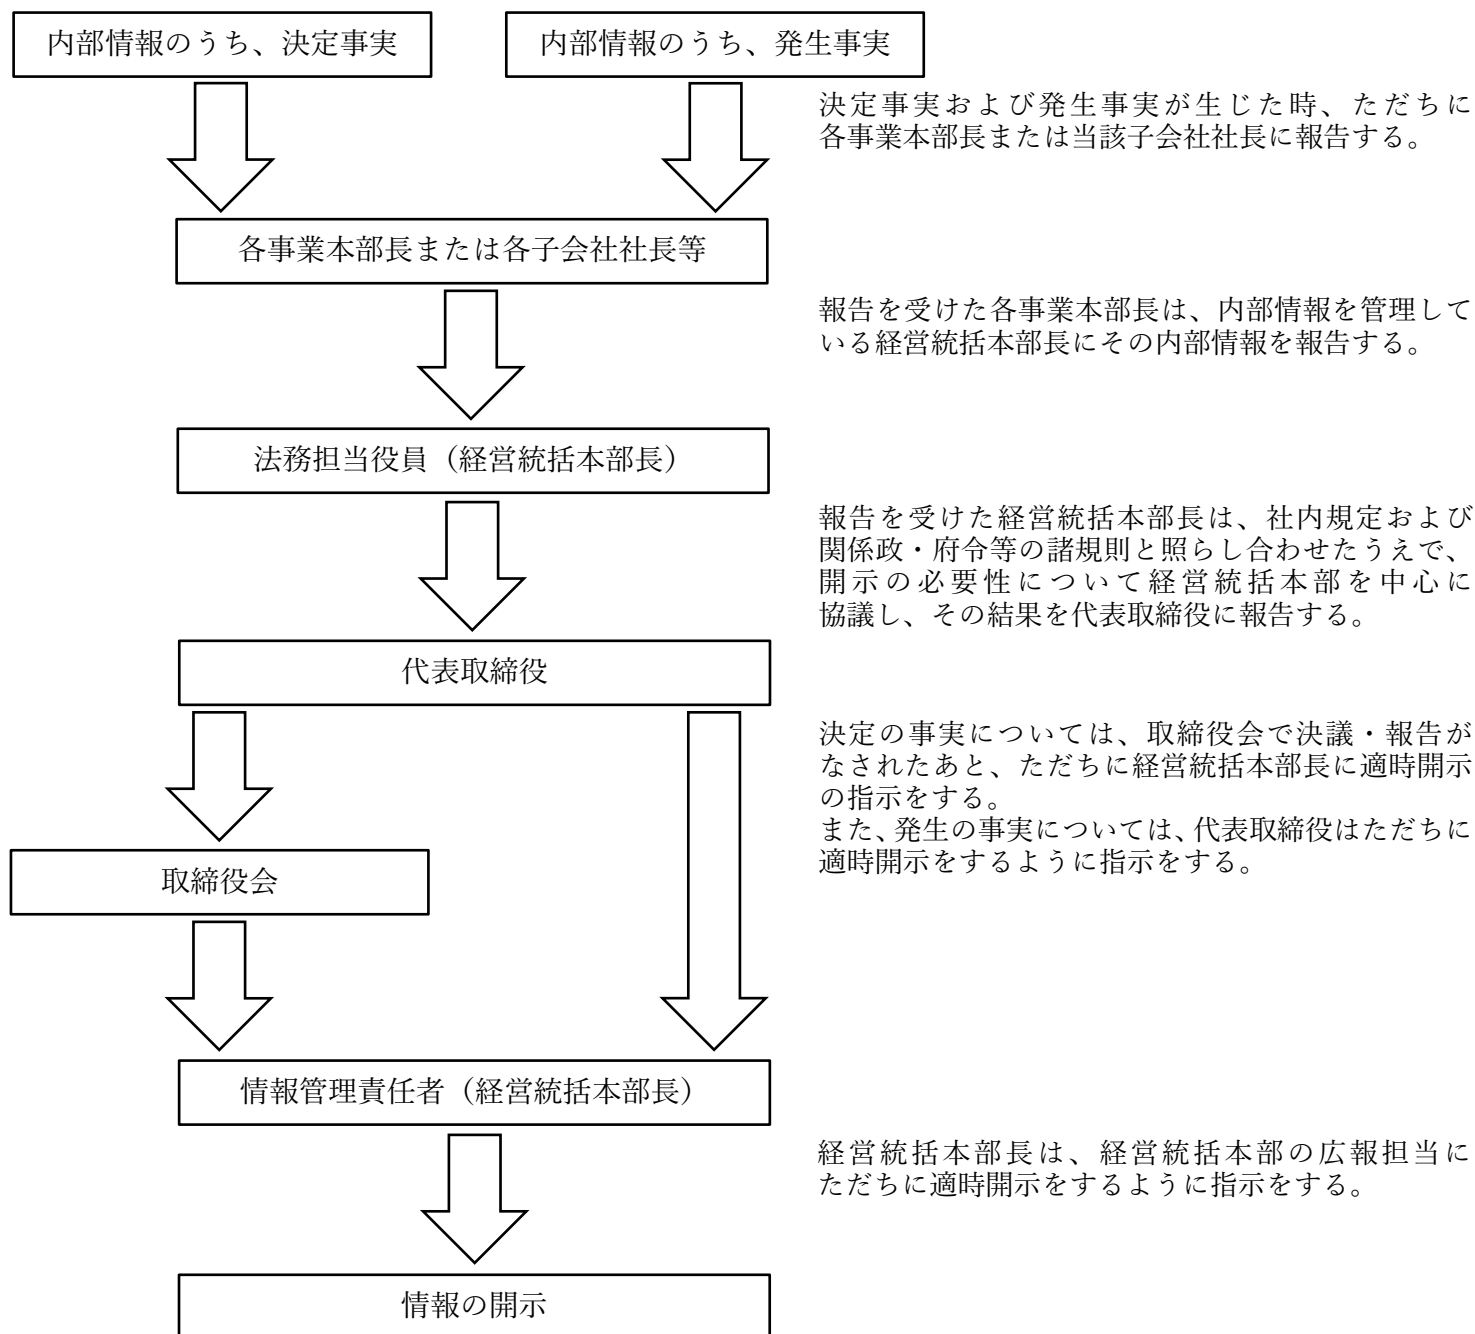 内部情報のうち、決定事実
内部情報のうち、発生事実
決定事実および発生事実が生じた時、ただちに
各事業本部長または当該子会社社長に報告する。
各事業本部長または各子会社社長等
報告を受けた各事業本部長は、内部情報を管理して
いる経営統括本部長にその内部情報を報告する。
法務担当役員（経営統括本部長）
報告を受けた経営統括本部長は、社内規定および
関係政・府令等の諸規則と照らし合わせたうえで、
開示の必要性について経営統括本部を中心に
協議し、その結果を代表取締役に報告する。
代表取締役
決定の事実については、取締役会で決議・報告が
なされたあと、ただちに経営統括本部長に適時開示
の指示をする。
また、発生の事実については、代表取締役はただちに
適時開示をするように指示をする。
取締役会
情報管理責任者（経営統括本部長）
経営統括本部長は、経営統括本部の広報担当に
ただちに適時開示をするように指示をする。
情報の開示